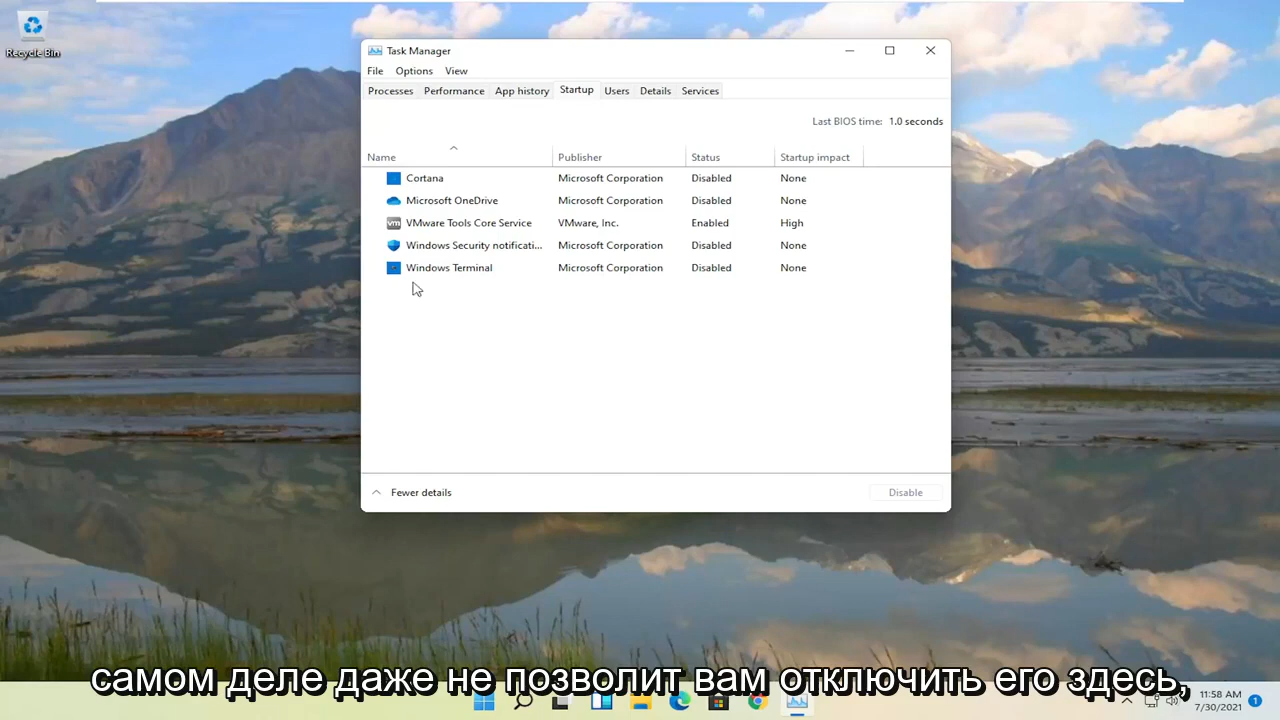 Recycle Bin
Task Manager
File Options View
Processes Performance App history Startup Users Details Services
Last BIOS time: 1.0 seconds
Name Publisher Status Startup impact
Cortana Microsoft Corporation Disabled None
Microsoft OneDrive Microsoft Corporation Disabled None
vm VMware Tools Core Service VMware, Inc. Enabled High
Windows Security notificati... Microsoft Corporation Disabled None
Windows Terminal Microsoft Corporation Disabled None
Fewer details Disable
самом деле даже не позволит вам отключить его здесь,
11:58 AM
7/30/2021
1